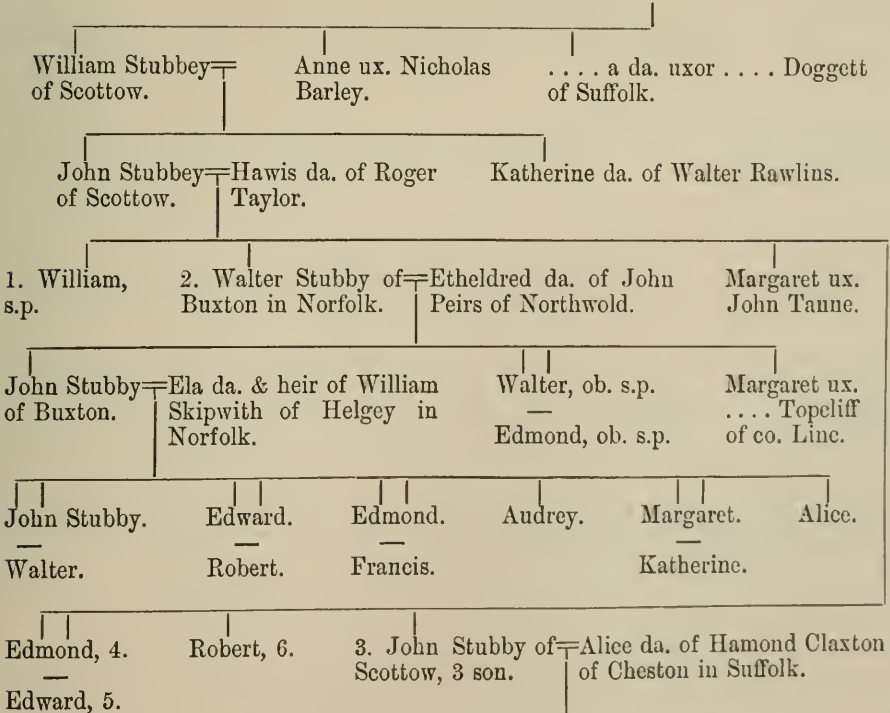 William Stubbey
of Scottow.
Anne ux. Nicholas
Barley.
. . . . a da. uxor . . . . Doggett
of Suffolk.
John Stubbey
of Scottow.
Hawis da. of Roger
Taylor.
Katherine da. of Walter Rawlins.
1. William,
s.p.
2. Walter Stubby of
Buxton in Norfolk.
Etheldred da. of John
Peirs of Northwold.
Margaret ux.
John Taune.
John Stubby
of Buxton.
Ela da. & heir of William
Skipwith of Helgey in
Norfolk.
Walter, ob. s.p.
—
Edmond, ob. s.p.
Margaret ux.
. . . . Topcliff
of co. Linc.
John Stubby.
—
Walter.
Edward.
—
Robert.
Edmond.
—
Francis.
Audrey.
Margaret.
—
Katherine.
Alice.
Edmond, 4.
—
Edward, 5.
Robert, 6.
3. John Stubby of
Scottow, 3 son.
Alice da. of Hamond Claxton
of Cheston in Suffolk.